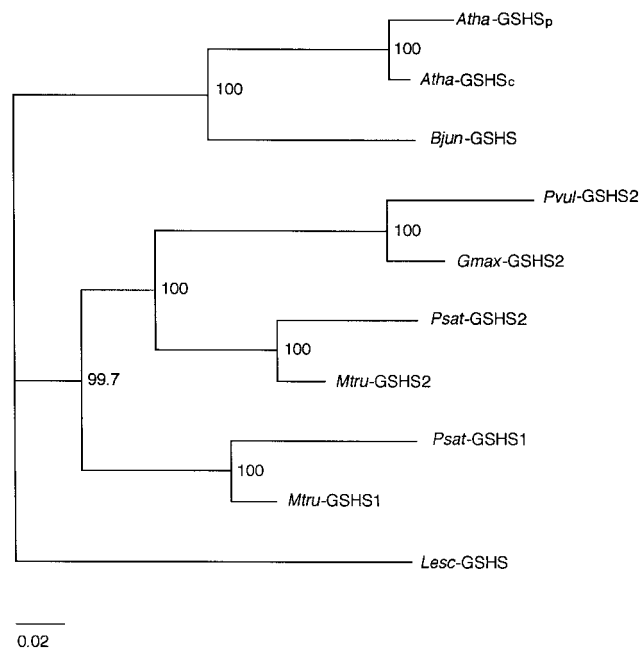 Atha-GSHSp
100
Atha-GSHSc
100
Bjun-GSHS
Pvul-GSHS2
100
Gmax-GSHS2
100
Psat-GSHS2
100
Mtru-GSHS2
99.7
Psat-GSHS1
100
Mtru-GSHS1
Lesc-GSHS
0.02